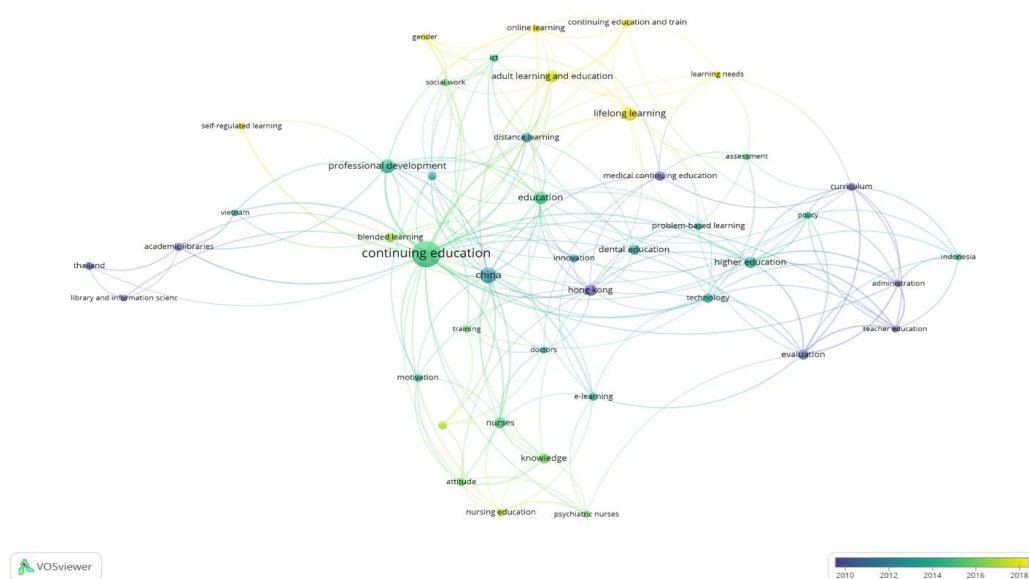 continuing education and train
online learning
gender
ict
adult learning and education
learning needs
social work
lifelong learning
self-regulated learning
distance learning
assessment
professional development
medical continuing education
curriculum
education
vietnam
policy
problem-based learning
blended learning
academic libraries
continuing education
dental education
innovation
indonesia
higher education
thailand
china
administration
hong kong
library and information scienc
technology
training
teacher education
doctors
evaluation
motivation
e-learning
nurses
knowledge
attitude
nursing education
psychiatric nurses
VOSviewer
2010 2012 2014 2016 2018